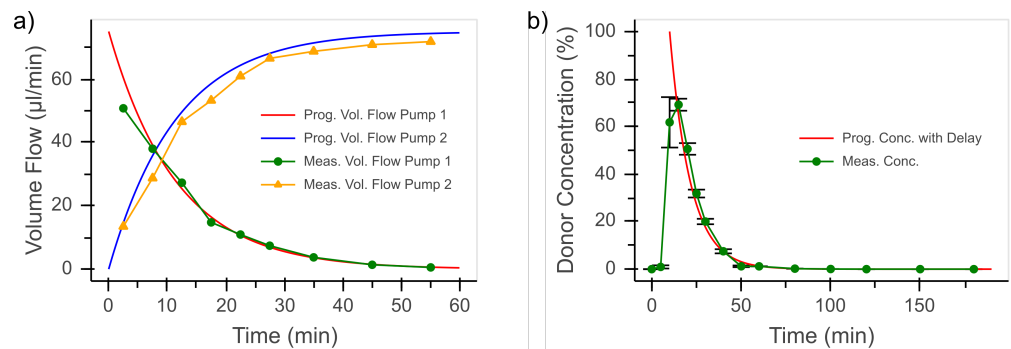 a)
Volume Flow (µl/min)
60
40
20
0
Prog. Vol. Flow Pump 1
Prog. Vol. Flow Pump 2
Meas. Vol. Flow Pump 1
Meas. Vol. Flow Pump 2
0 10 20 30 40 50 60
Time (min)
b)
Donor Concentration (%)
100
80
60
40
20
0
Prog. Conc. with Delay
Meas. Conc.
0 50 100 150
Time (min)